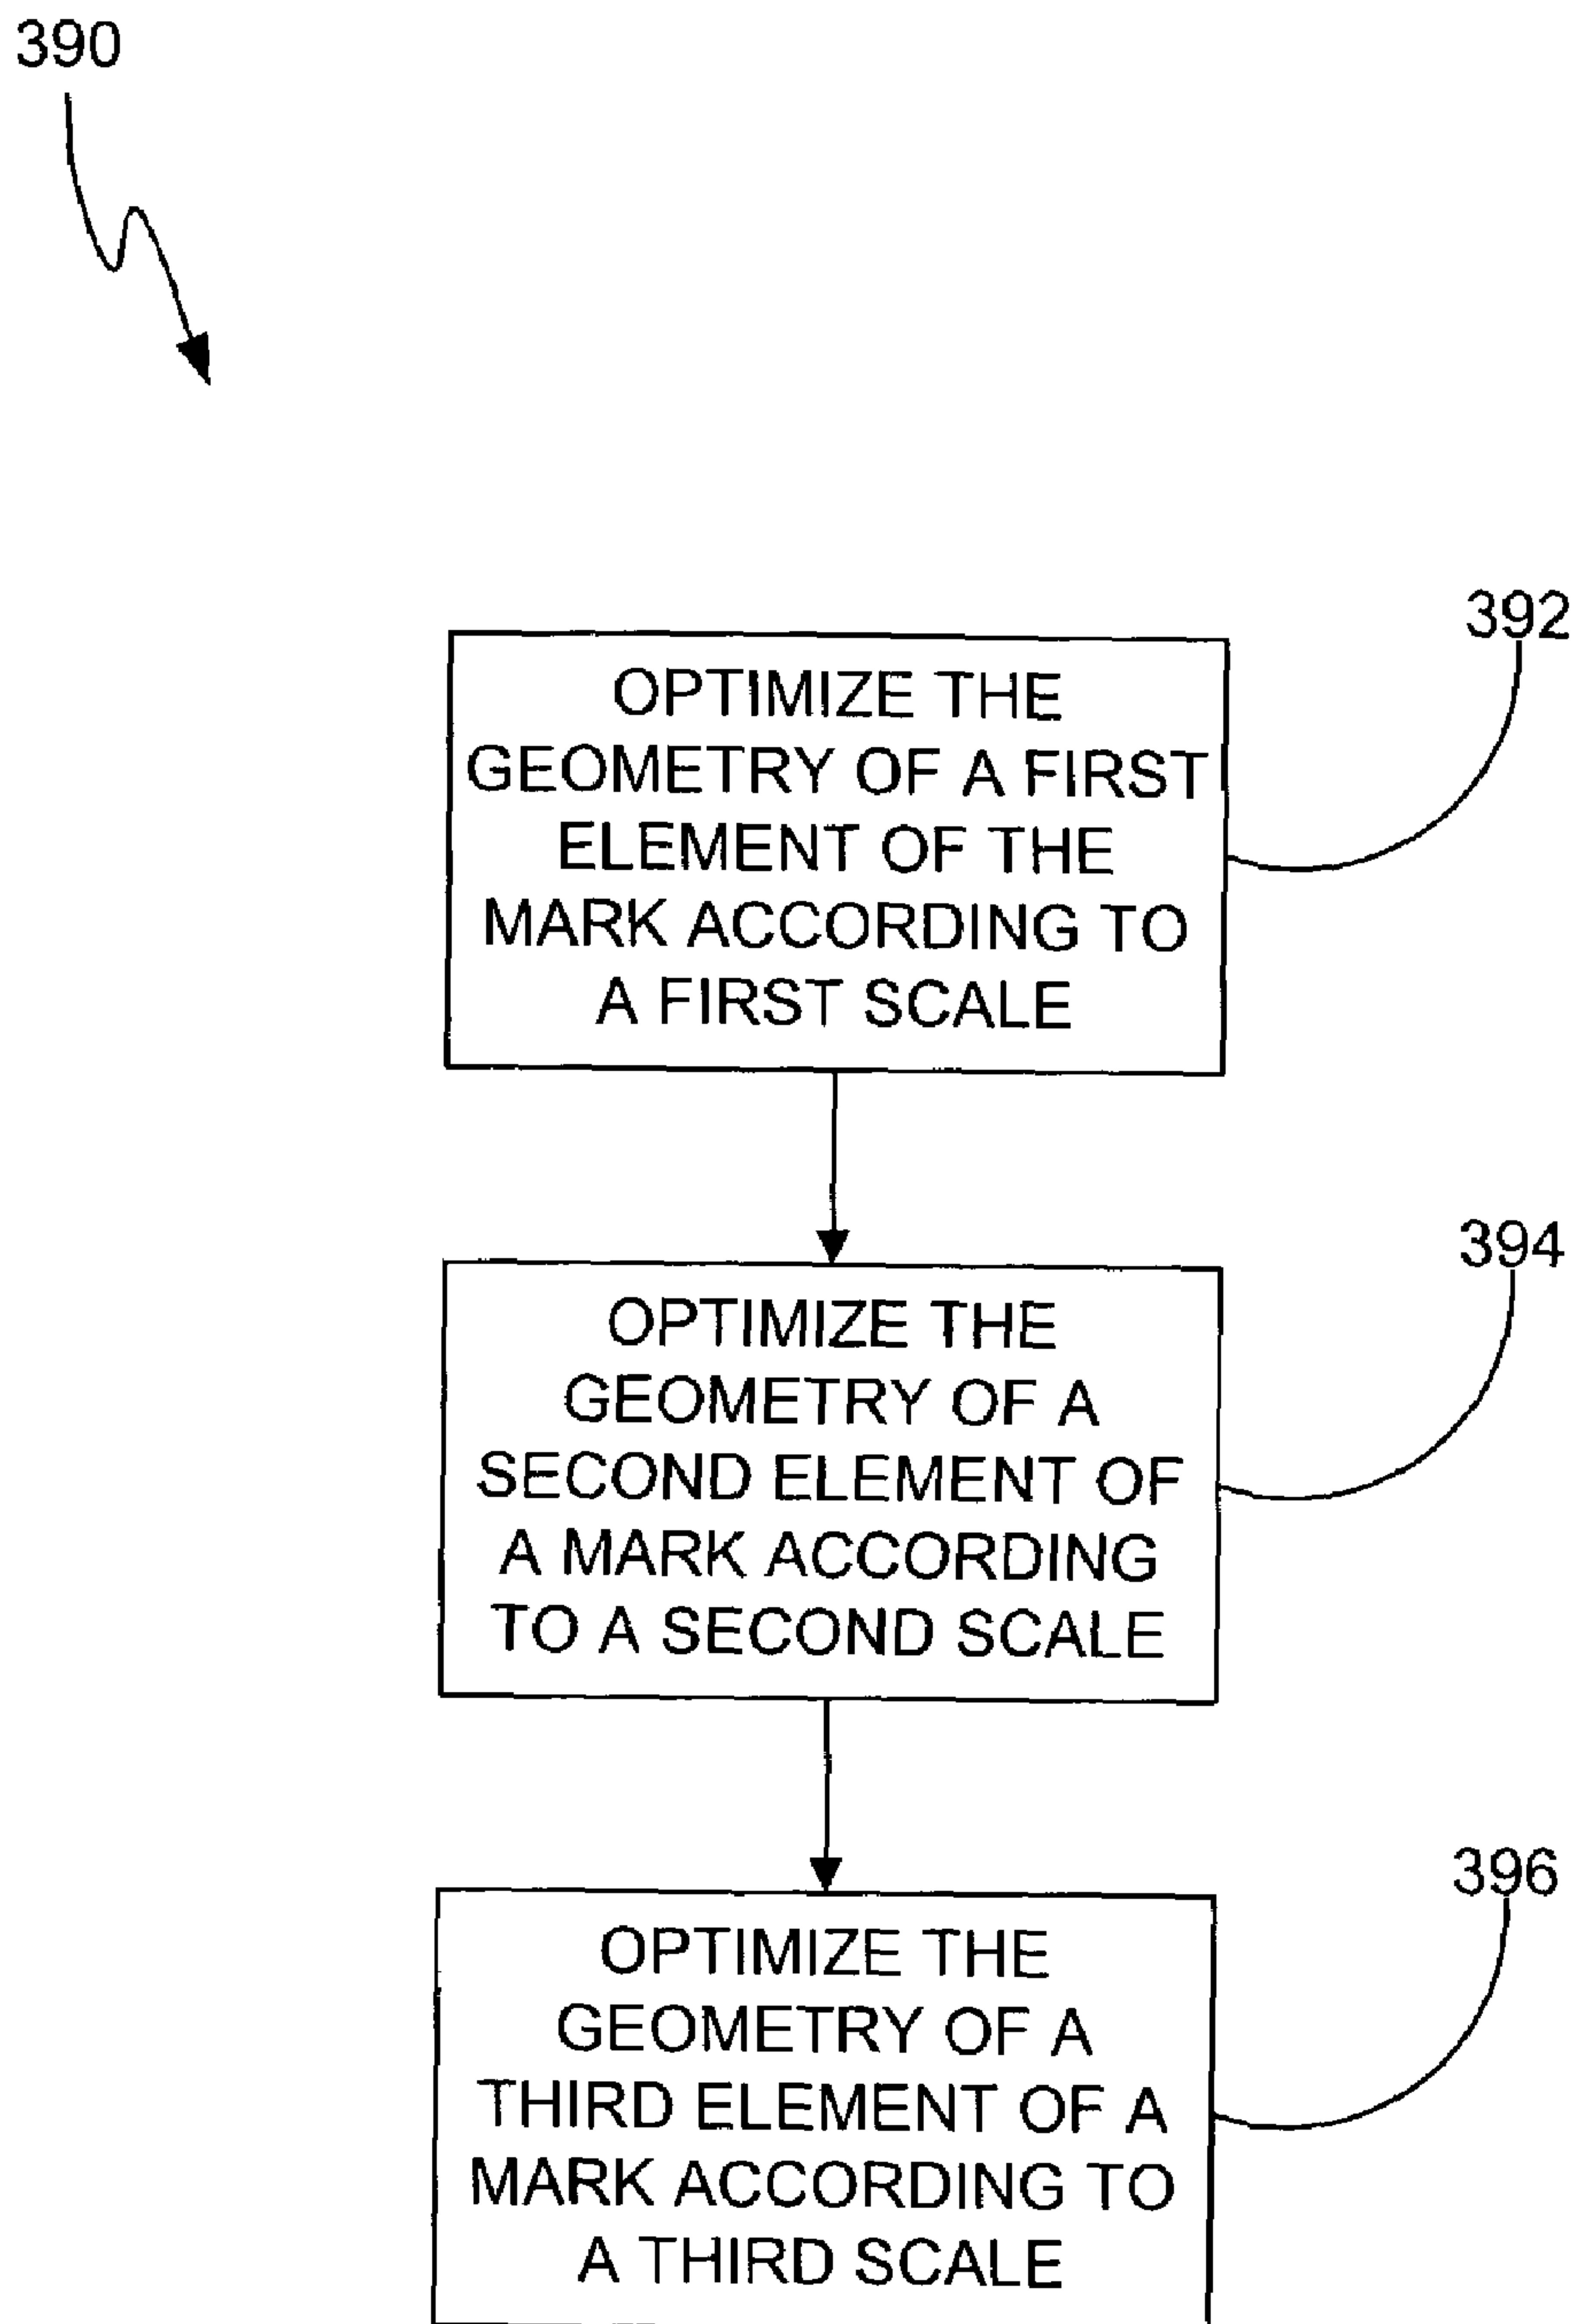 390
392
OPTIMIZE THE
GEOMETRY OF A FIRST
ELEMENT OF THE
MARK ACCORDING TO
A FIRST SCALE
394
OPTIMIZE THE
GEOMETRY OF A
SECOND ELEMENT OF
A MARK ACCORDING
TO A SECOND SCALE
396
OPTIMIZE THE
GEOMETRY OF A
THIRD ELEMENT OF A
MARK ACCORDING TO
A THIRD SCALE